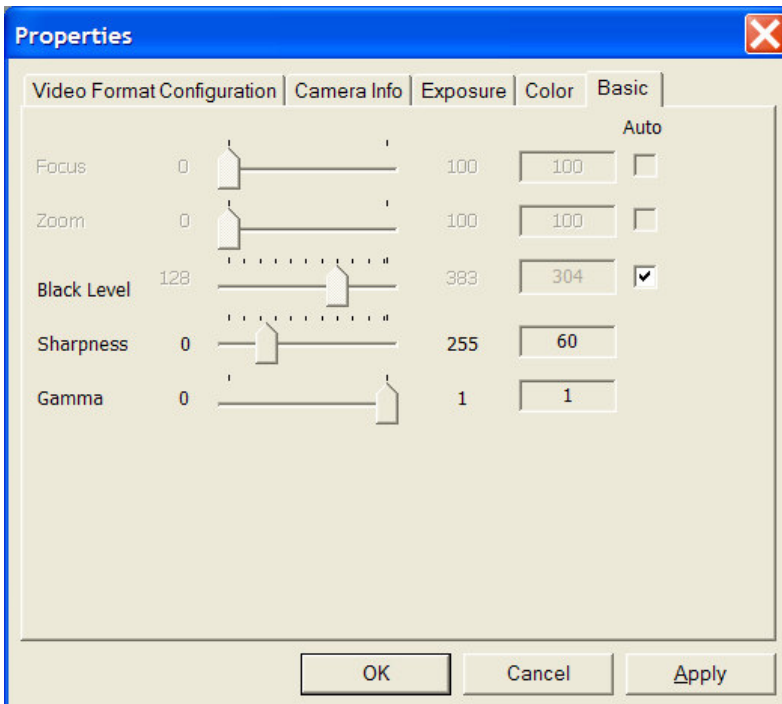 Properties
Video Format Configuration Camera Info Exposure Color Basic
Auto
Focus 0 100 100
Zoom 0 100 100
Black Level 128 383 304
Sharpness 0 255 60
Gamma 0 1 1
OK Cancel Apply